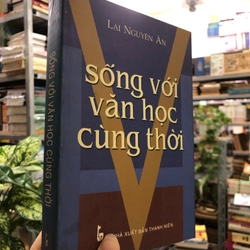 LẠI NGUYÊN ÂN
sống với
văn học
cùng thời
NHÀ XUẤT BẢN THANH NIÊN
SỐNG VỚI VĂN HỌC CÙNG THỜI